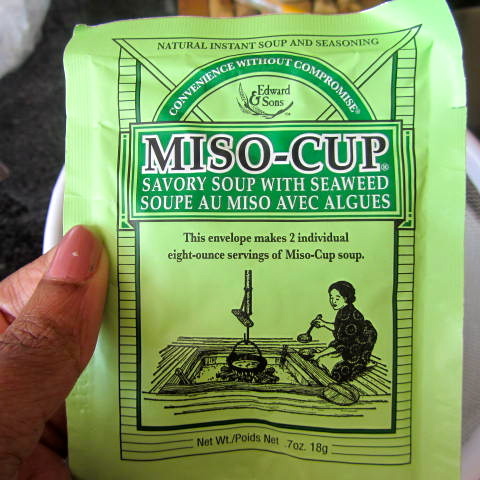 NATURAL INSTANT SOUP AND SEASONING
CONVENIENCE WITHOUT COMPROMISE®
Edward
& Sons™
MISO-CUP®
SAVORY SOUP WITH SEAWEED
SOUPE AU MISO AVEC ALGUES
This envelope makes 2 individual
eight-ounce servings of Miso-Cup soup.
Net Wt./Poids Net .7oz. 18g